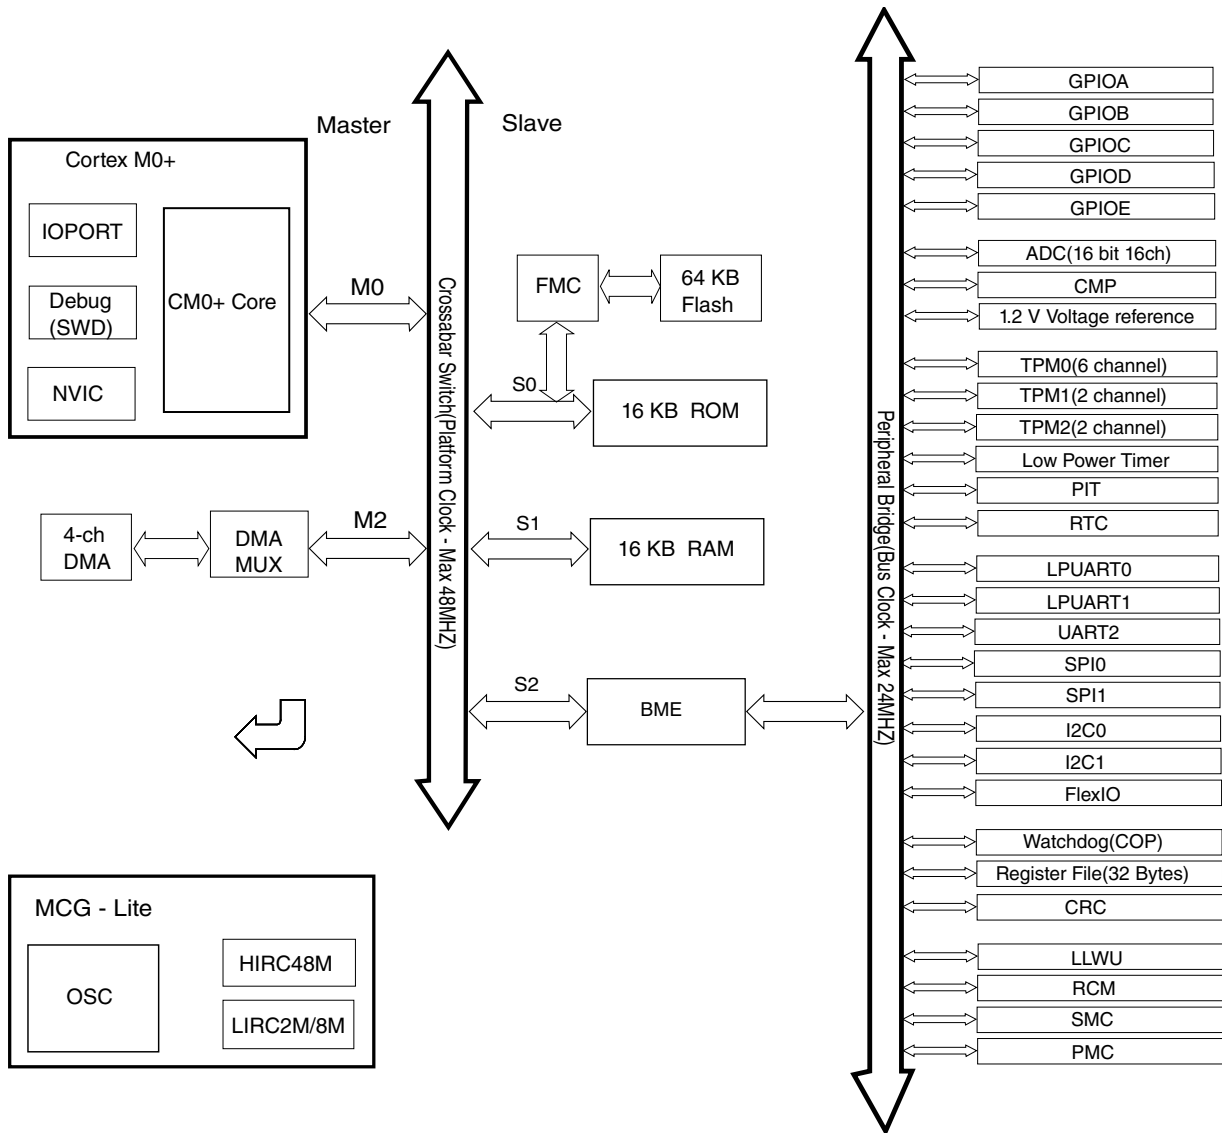 Master
Slave
Cortex M0+
IOPORT
Debug
(SWD)
NVIC
CM0+ Core
M0
4-ch
DMA
DMA
MUX
M2
Crossabar Switch(Platform Clock - Max 48MHZ)
FMC
64 KB
Flash
S0
16 KB ROM
S1
16 KB RAM
S2
BME
MCG - Lite
OSC
HIRC48M
LIRC2M/8M
Peripheral Bridge(Bus Clock - Max 24MHZ)
GPIOA
GPIOB
GPIOC
GPIOD
GPIOE
ADC(16 bit 16ch)
CMP
1.2 V Voltage reference
TPM0(6 channel)
TPM1(2 channel)
TPM2(2 channel)
Low Power Timer
PIT
RTC
LPUART0
LPUART1
UART2
SPI0
SPI1
I2C0
I2C1
FlexIO
Watchdog(COP)
Register File(32 Bytes)
CRC
LLWU
RCM
SMC
PMC